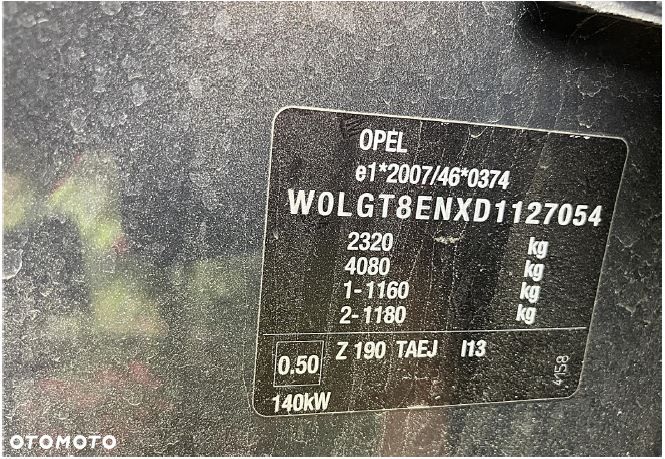 OPEL
e1*2007/46*0374
W0LGT8ENXD1127054
2320 kg
4080 kg
1-1160 kg
2-1180 kg
0.50 Z 190 TAEJ I13
4158
140kW
OTOMOTO